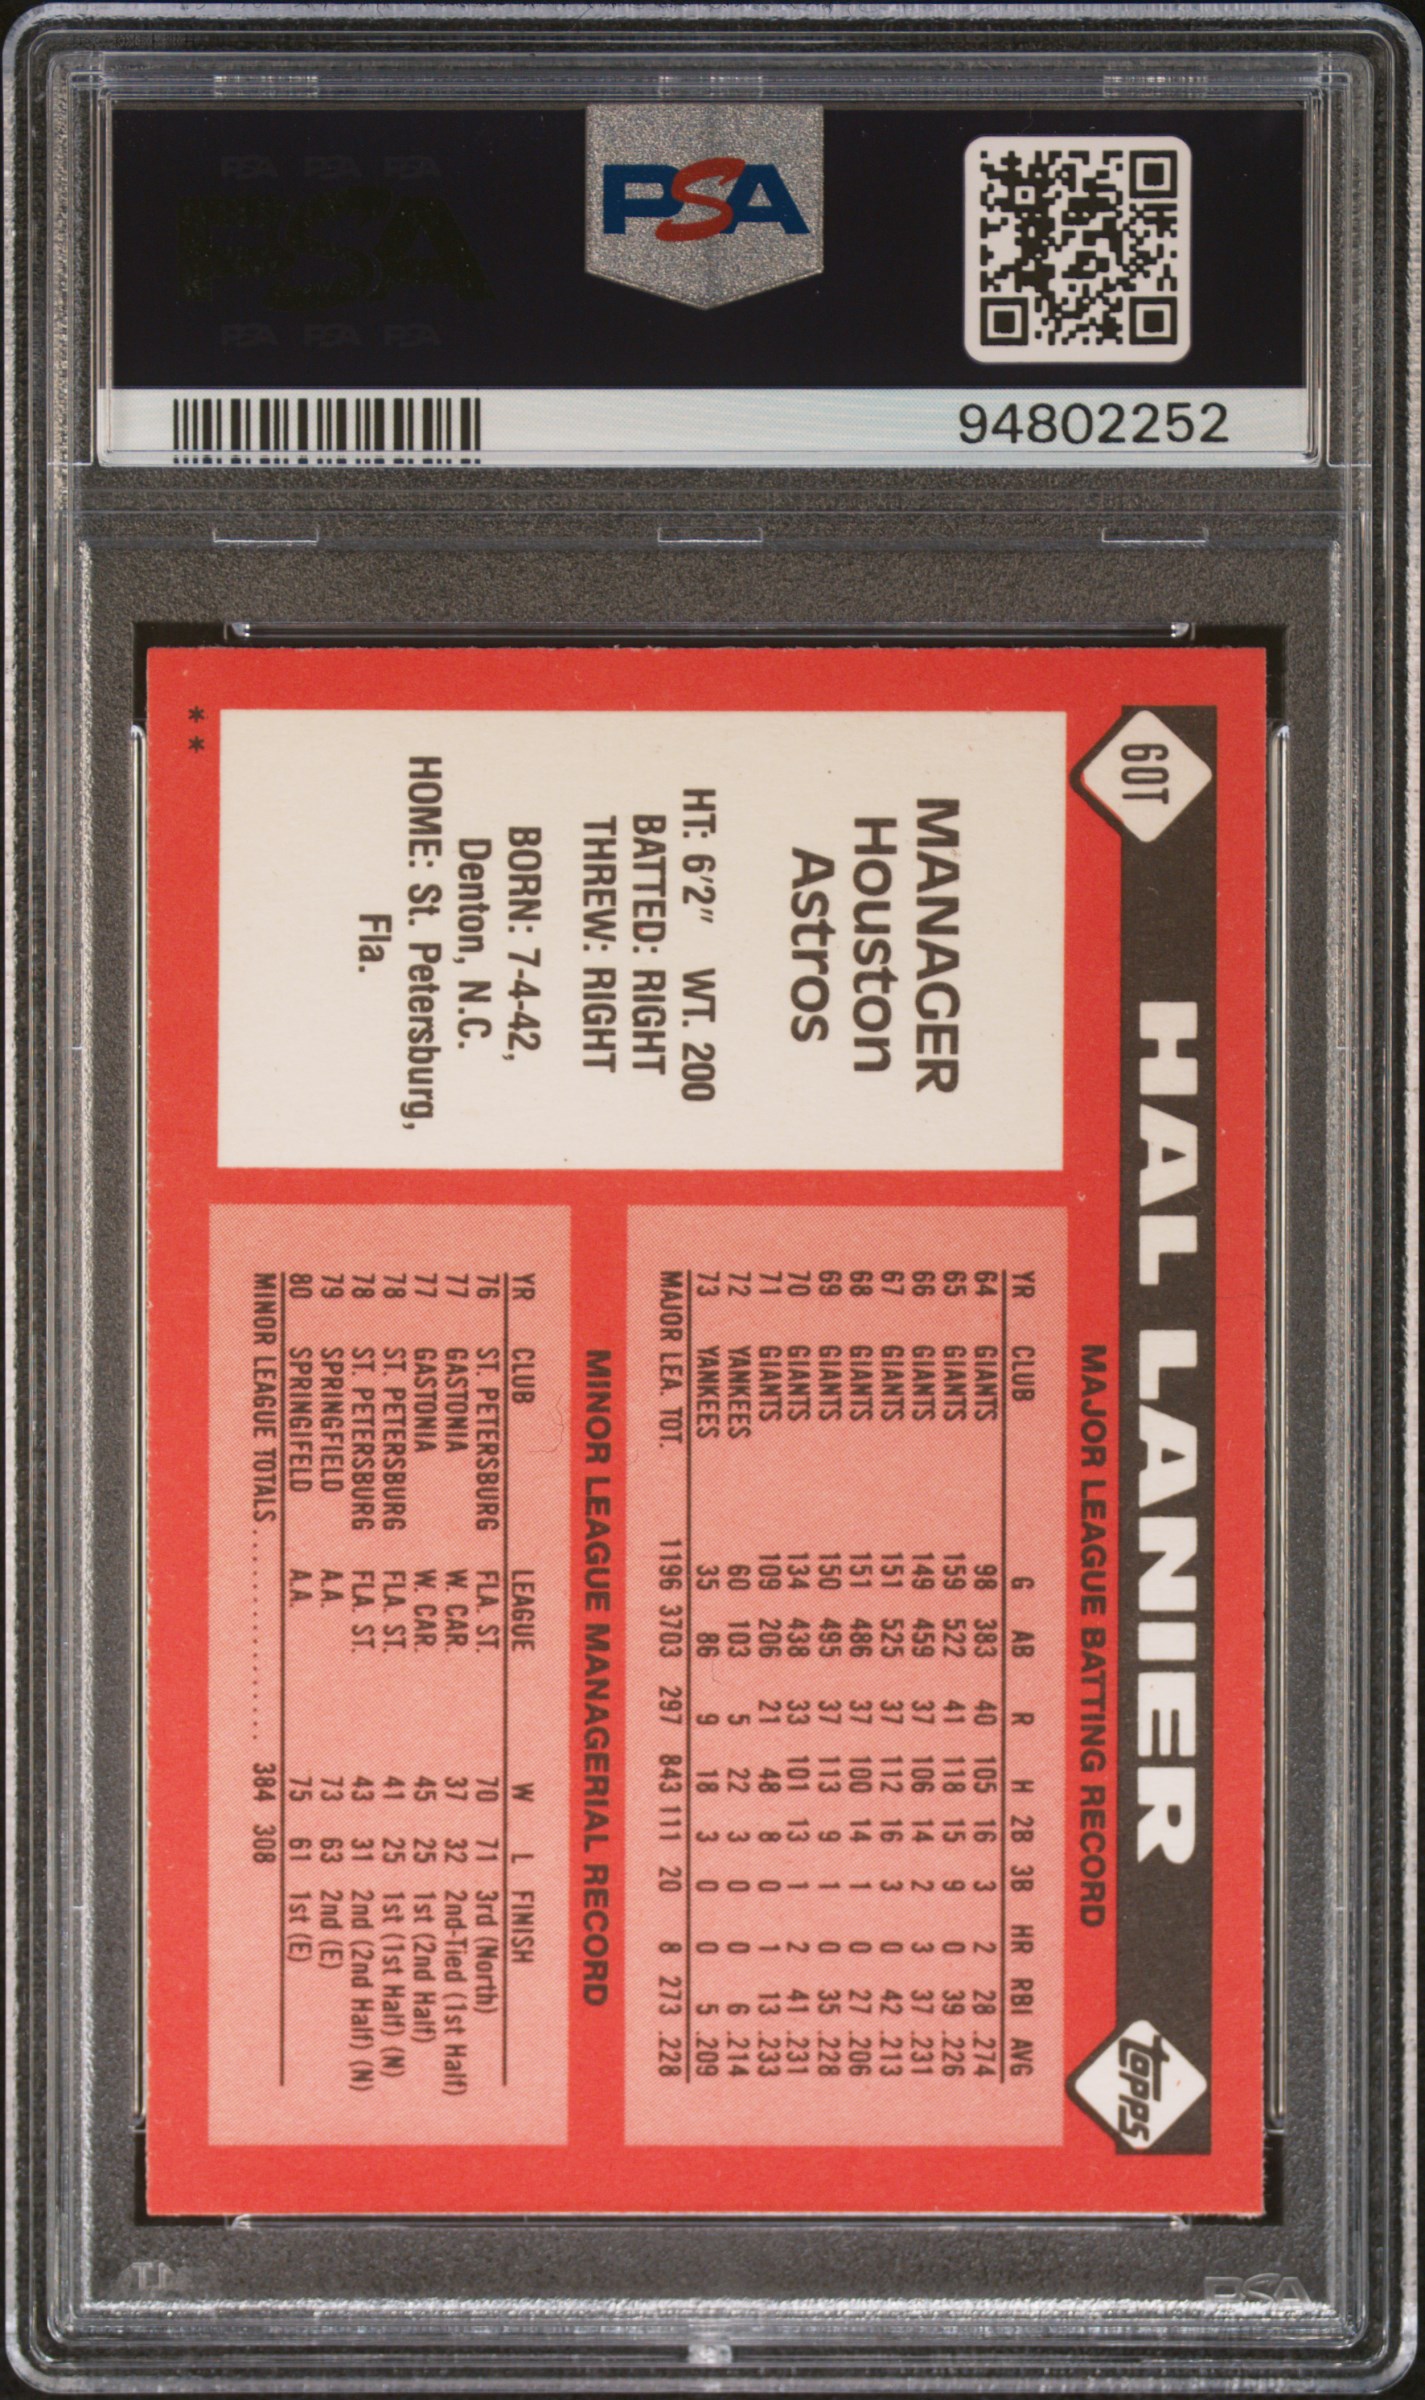 PSA PSA PSA
PSA
PSA PSA PSA
PSA
94802252
60T
HAL LANIER
topps
MANAGER
Houston
Astros
HT: 6'2" WT. 200
BATTED: RIGHT
THREW: RIGHT
BORN: 7-4-42,
Denton, N.C.
HOME: St. Petersburg,
Fla.
**
MAJOR LEAGUE BATTING RECORD
YR CLUB G AB R H 2B 3B HR RBI AVG
64 GIANTS 98 383 40 105 16 3 2 28 .274
65 GIANTS 159 522 41 118 15 9 0 39 .226
66 GIANTS 149 459 37 106 14 2 3 37 .231
67 GIANTS 151 525 37 112 16 3 0 42 .213
68 GIANTS 151 486 37 100 14 1 0 27 .206
69 GIANTS 150 495 37 113 9 1 0 35 .228
70 GIANTS 134 438 33 101 13 1 2 41 .231
71 GIANTS 109 206 21 48 8 0 1 13 .233
72 YANKEES 60 103 5 22 3 0 0 6 .214
73 YANKEES 35 86 9 18 3 0 0 5 .209
MAJOR LEA. TOT. 1196 3703 297 843 111 20 8 273 .228
MINOR LEAGUE MANAGERIAL RECORD
YR CLUB LEAGUE W L FINISH
76 ST. PETERSBURG FLA. ST. 70 71 3rd (North)
77 GASTONIA W. CAR. 37 32 2nd-Tied (1st Half)
77 GASTONIA W. CAR. 45 25 1st (2nd Half)
78 ST. PETERSBURG FLA. ST. 41 25 1st (1st Half) (N)
78 ST. PETERSBURG FLA. ST. 43 31 2nd (2nd Half) (N)
79 SPRINGFIELD A.A. 73 63 2nd (E)
80 SPRINGIFELD A.A. 75 61 1st (E)
MINOR LEAGUE TOTALS .................. 384 308
PSA